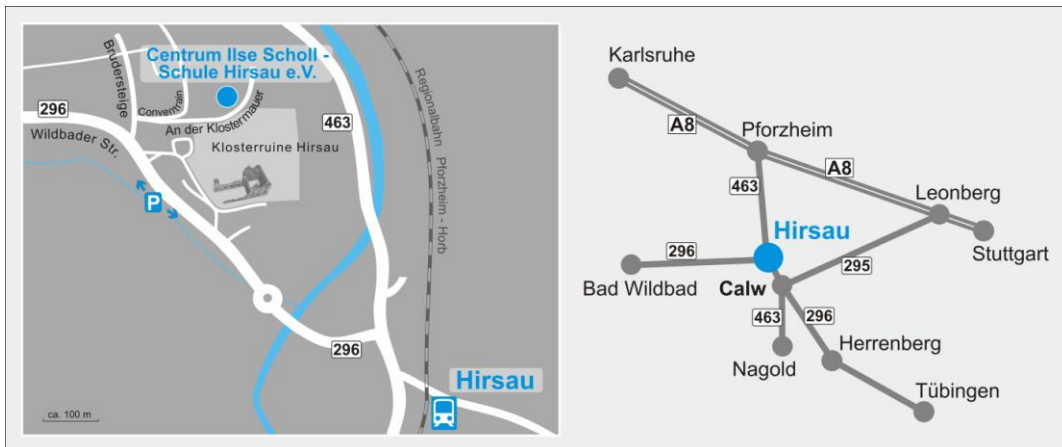 Centrum Ilse Scholl -
Schule Hirsau e.V.
Brudersteige
296
Conventrain
An der Klostermauer
Wildbader Str.
Klosterruine Hirsau
463
Regionalbahn Pforzheim - Horb
P
296
Hirsau
ca. 100 m
Karlsruhe
A8
Pforzheim
A8
463
Leonberg
Hirsau
Stuttgart
296
295
Bad Wildbad
Calw
463
296
Nagold
Herrenberg
Tübingen